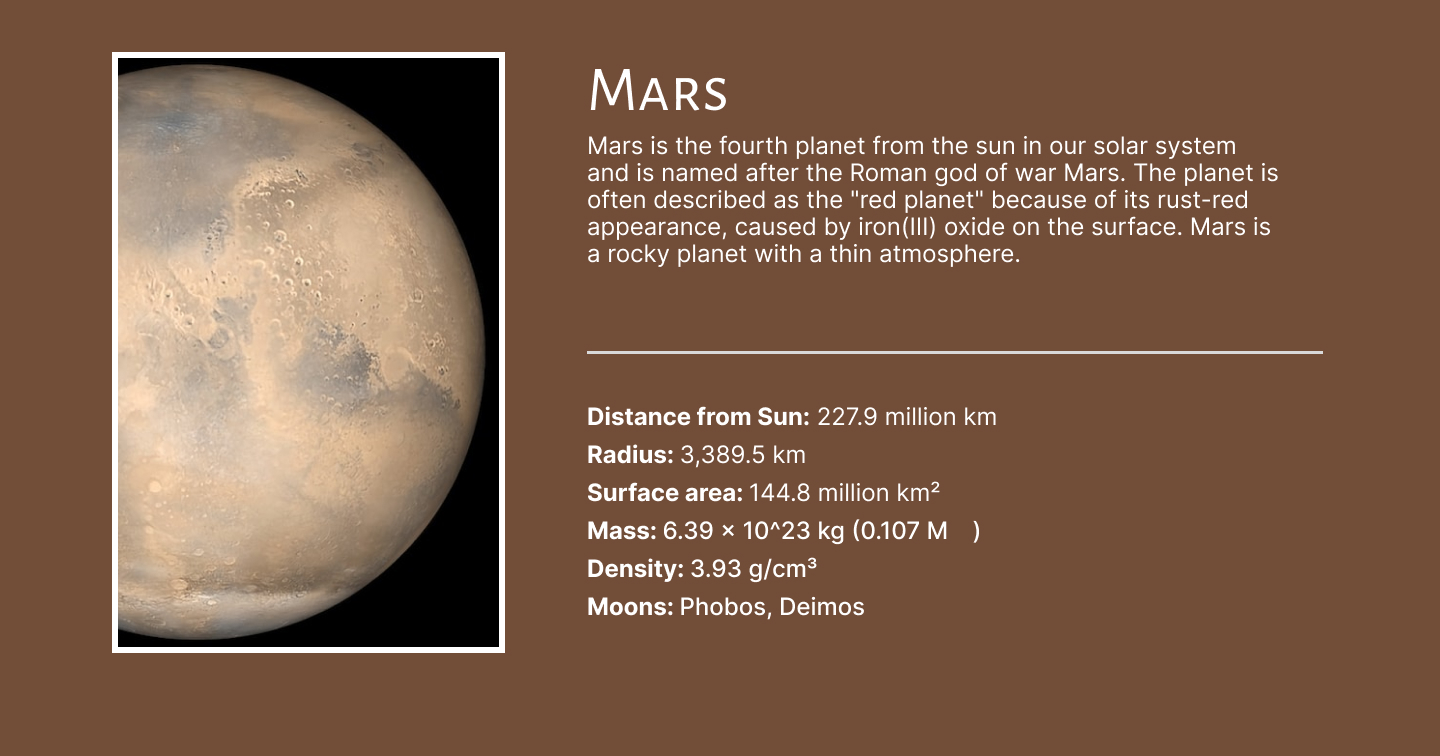 Mars
Mars is the fourth planet from the sun in our solar system
and is named after the Roman god of war Mars. The planet is
often described as the "red planet" because of its rust-red
appearance, caused by iron(III) oxide on the surface. Mars is
a rocky planet with a thin atmosphere.
Distance from Sun: 227.9 million km
Radius: 3,389.5 km
Surface area: 144.8 million km²
Mass: 6.39 × 10^23 kg (0.107 M    )
Density: 3.93 g/cm³
Moons: Phobos, Deimos